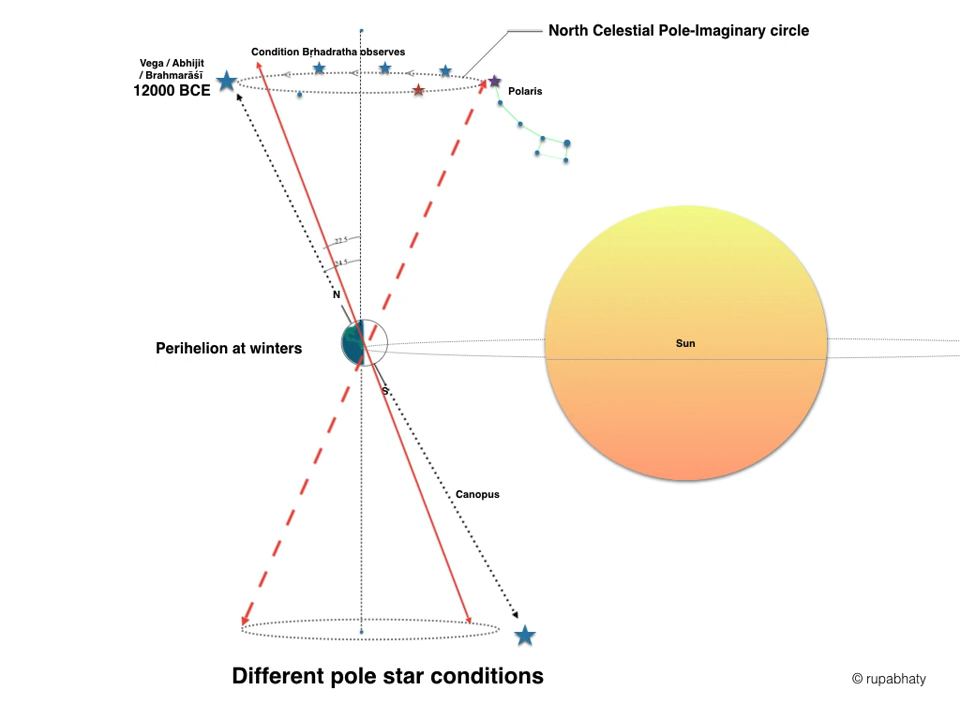 North Celestial Pole-Imaginary circle
Condition Bṛhadratha observes
Vega / Abhijit
/ Brahmarāśī
12000 BCE
Polaris
N
Perihelion at winters
Sun
S
Canopus
Different pole star conditions
© rupabhaty